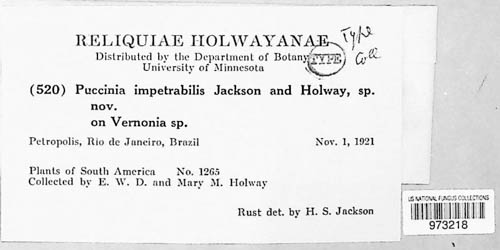 RELIQUIAE HOLWAYANAE
Type
Coll
Distributed by the Department of Botany
TYPE
University of Minnesota
(520) Puccinia impetrabilis Jackson and Holway, sp.
nov.
on Vernonia sp.
Petropolis, Rio de Janeiro, Brazil Nov. 1, 1921
Plants of South America No. 1265
Collected by E. W. D. and Mary M. Holway
Rust det. by H. S. Jackson
US NATIONAL FUNGUS COLLECTIONS
973218